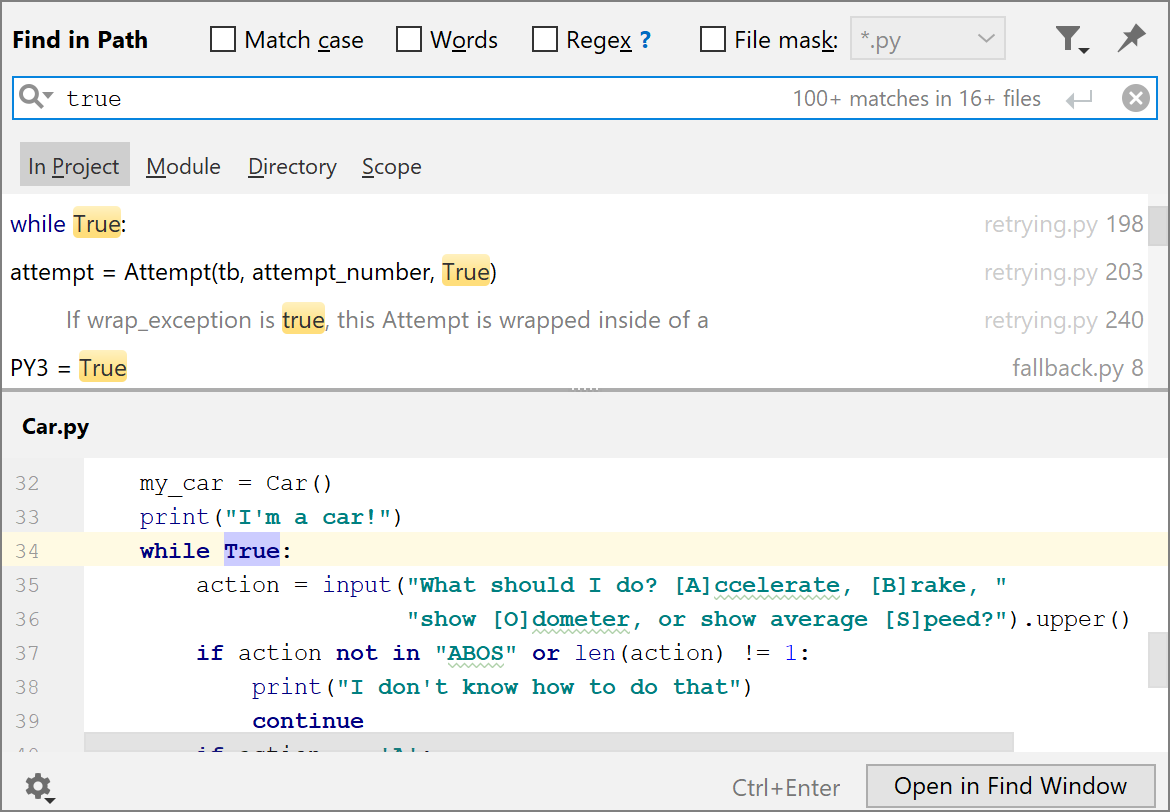 Find in Path Match case Words Regex ? File mask: *.py
true 100+ matches in 16+ files
In Project Module Directory Scope
while True: retrying.py 198
attempt = Attempt(tb, attempt_number, True) retrying.py 203
If wrap_exception is true, this Attempt is wrapped inside of a retrying.py 240
PY3 = True fallback.py 8
Car.py
32 my_car = Car()
33 print("I'm a car!")
34 while True:
35 action = input("What should I do? [A]ccelerate, [B]rake, "
36 "show [O]dometer, or show average [S]peed?").upper()
37 if action not in "ABOS" or len(action) != 1:
38 print("I don't know how to do that")
39 continue
Ctrl+Enter Open in Find Window